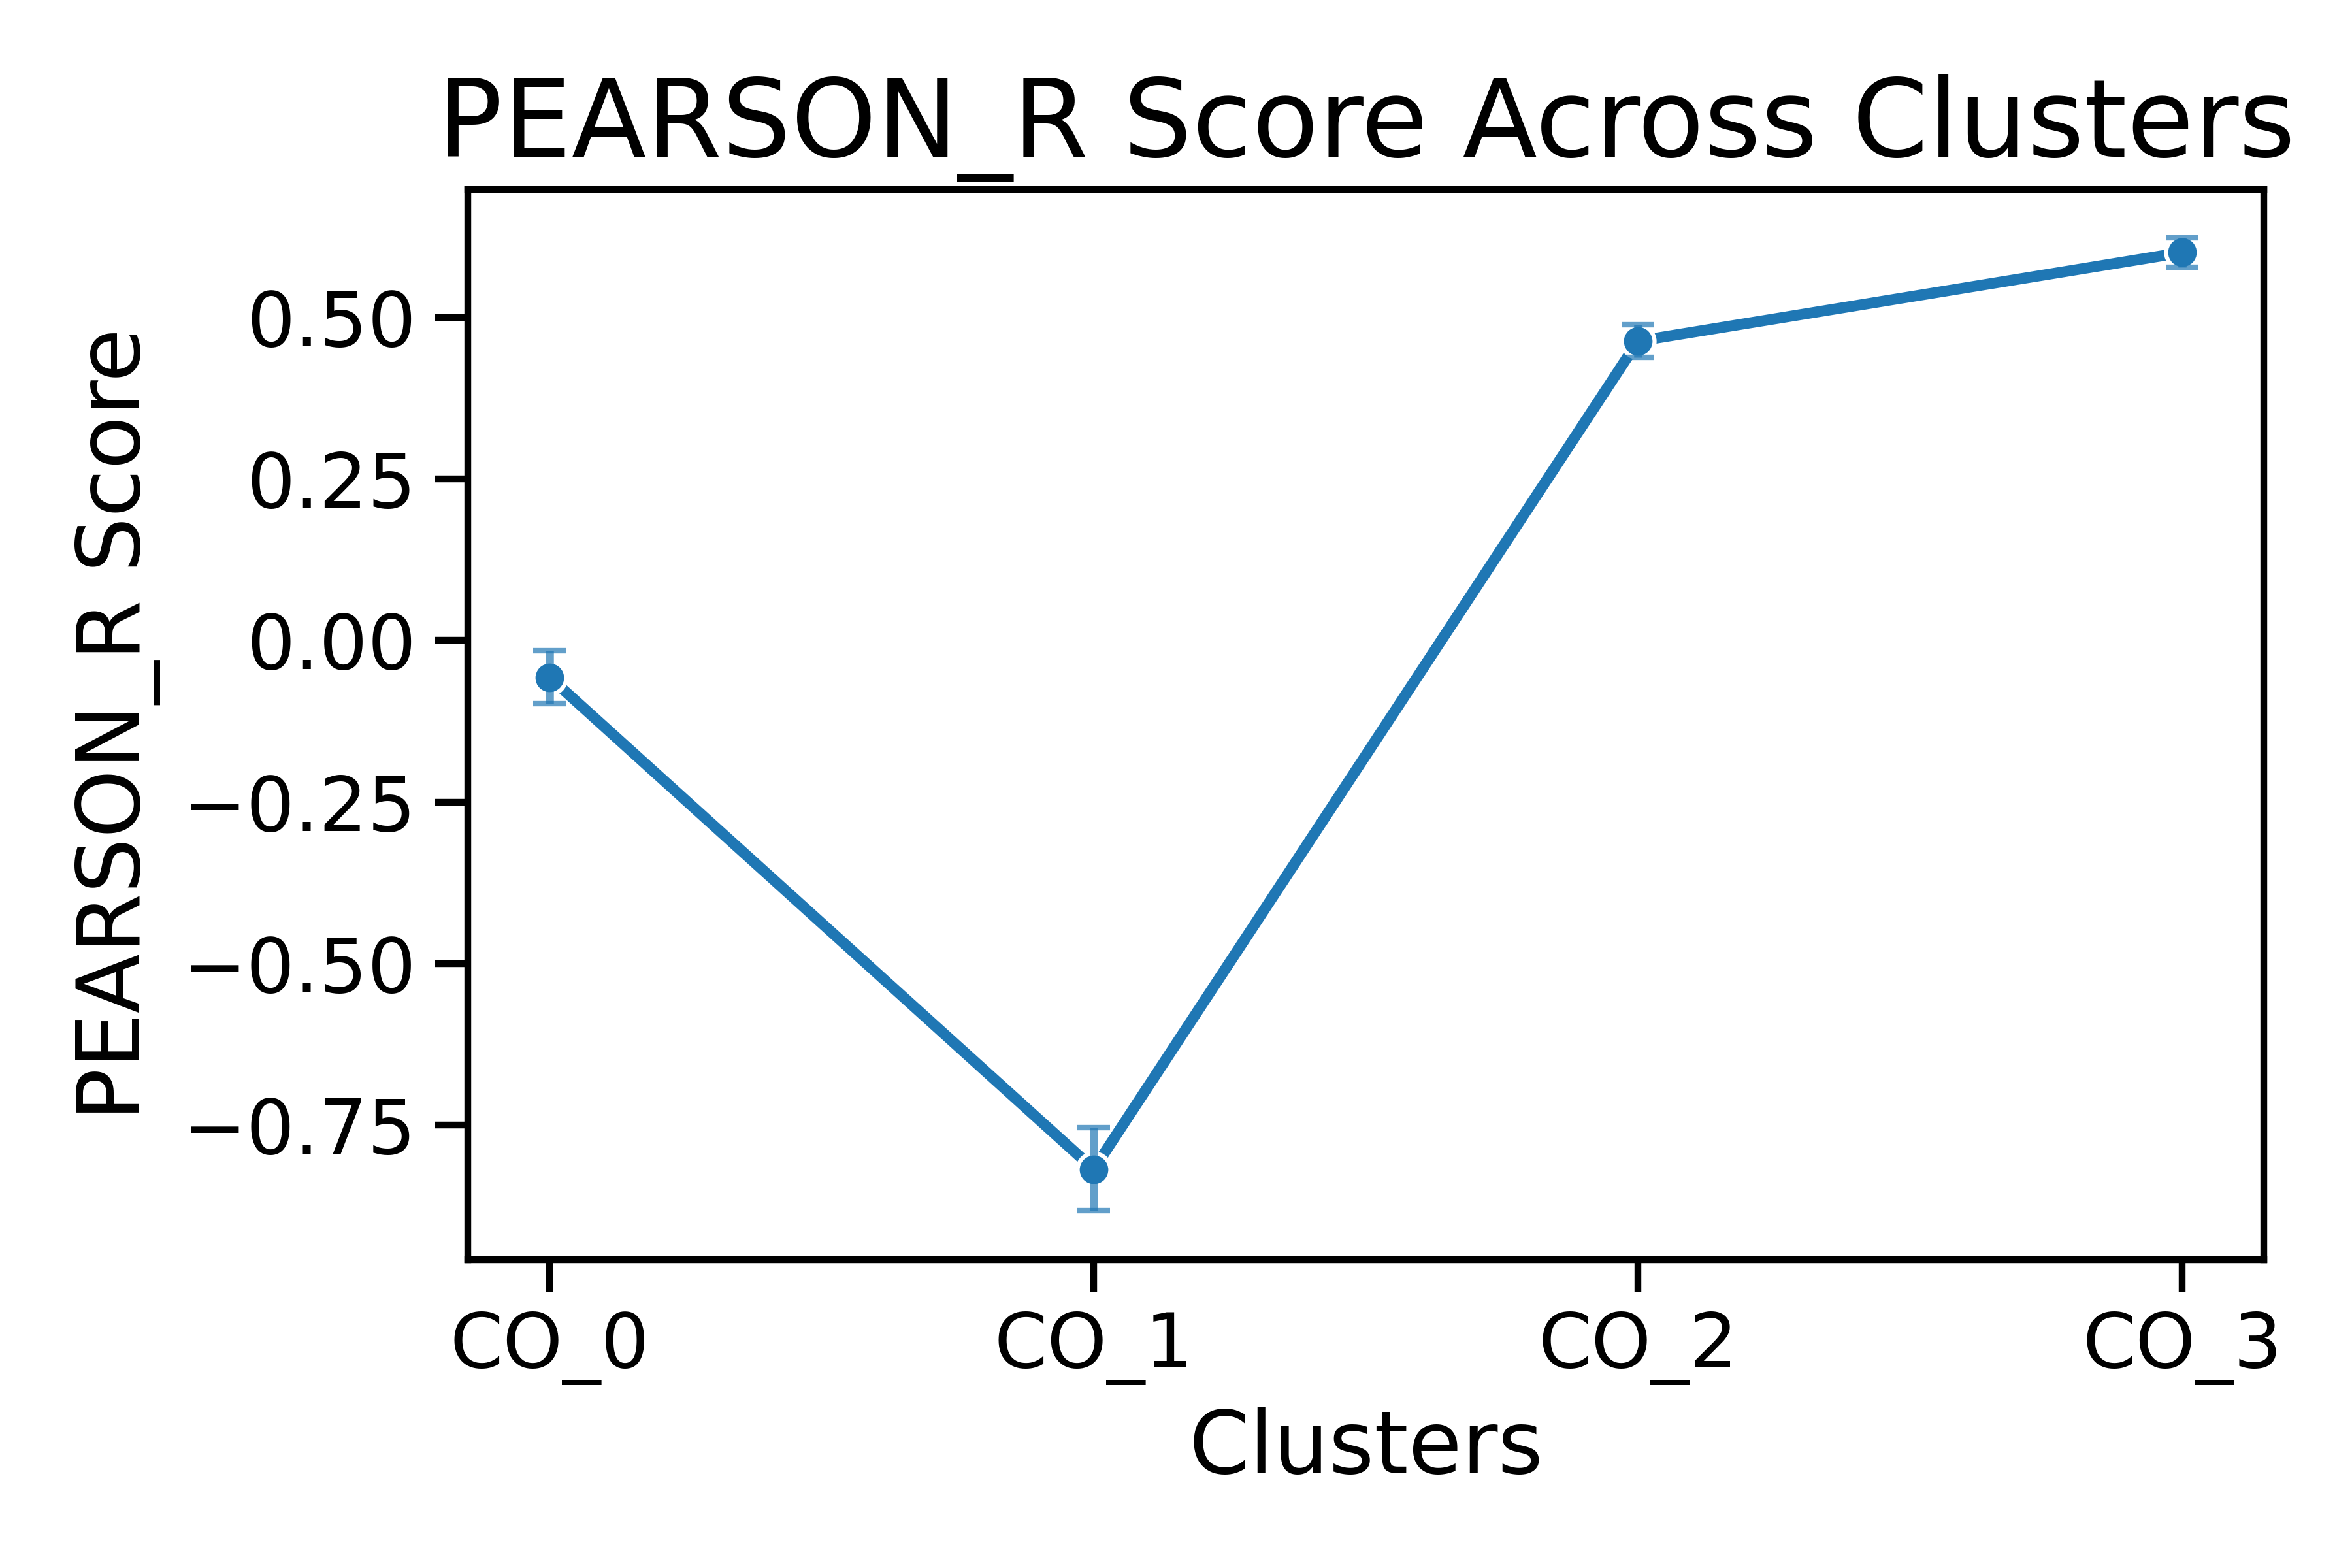 PEARSON_R Score Across Clusters
PEARSON_R Score
0.50
0.25
0.00
−0.25
−0.50
−0.75
CO_0 CO_1 CO_2 CO_3
Clusters